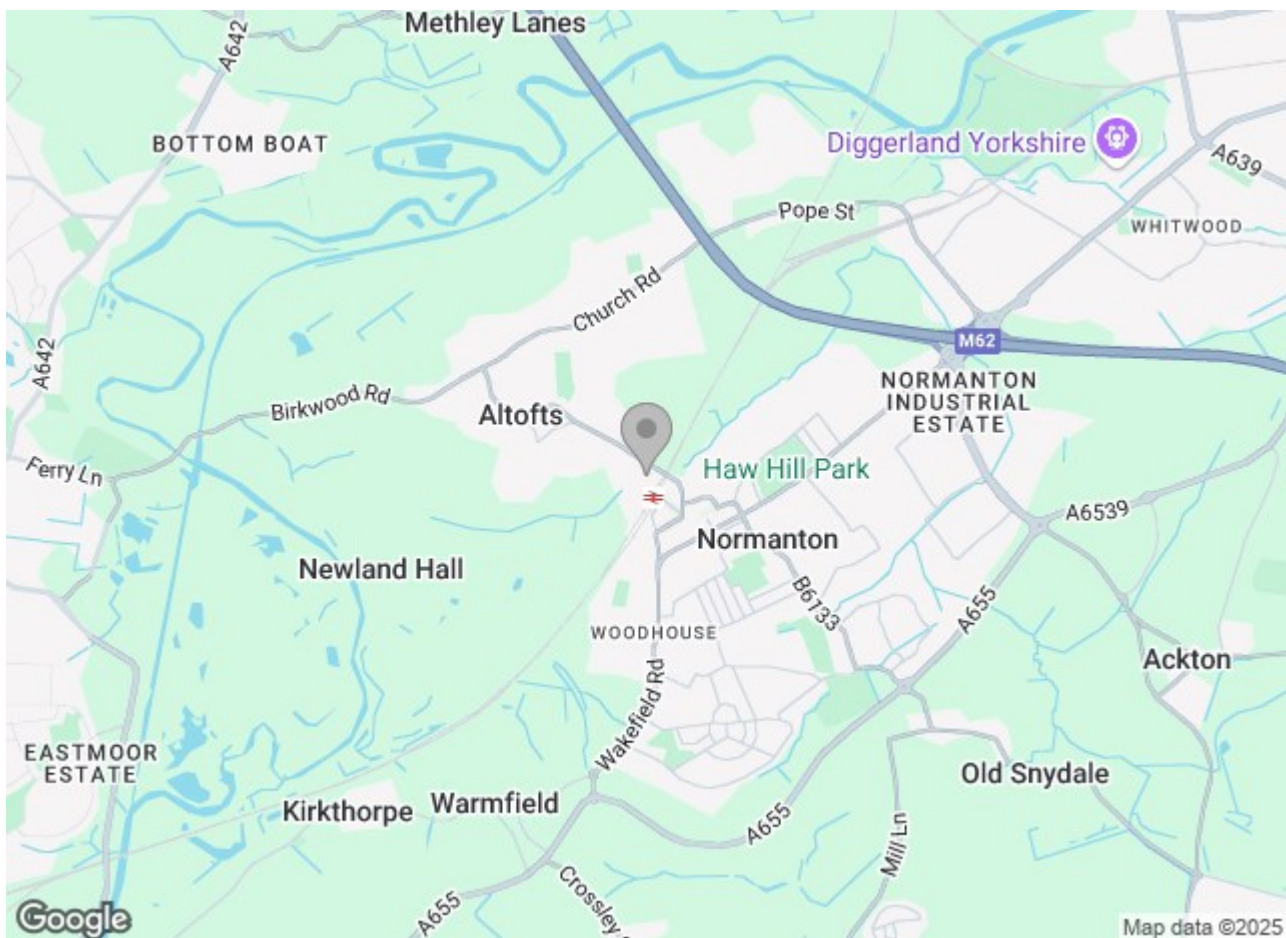 Methley Lanes
A642
BOTTOM BOAT
Diggerland Yorkshire
A639
Pope St
WHITWOOD
Church Rd
M62
A642
NORMANTON
INDUSTRIAL
ESTATE
Birkwood Rd
Altofts
Ferry Ln
Haw Hill Park
A6539
Normanton
Newland Hall
B6133
A655
WOODHOUSE
Ackton
Wakefield Rd
EASTMOOR
ESTATE
Old Snydale
Kirkthorpe
Warmfield
A655
Mill Ln
A655
Crossley
Google
Map data ©2025